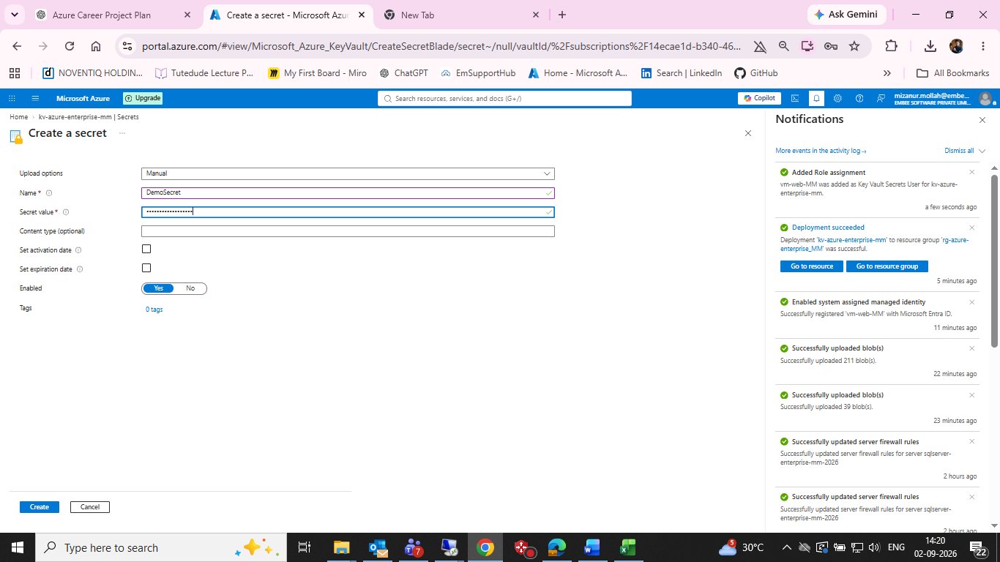 Azure Career Project Plan
Create a secret - Microsoft Azur
New Tab
Ask Gemini
portal.azure.com/#view/Microsoft_Azure_KeyVault/CreateSecretBlade/secret~/null/vaultId/%2Fsubscriptions%2F14ecae1d-b340-46...
NOVENTIQ HOLDIN...
Tutedude Lecture P...
My First Board - Miro
ChatGPT
EmSupportHub
Home - Microsoft A...
Search | LinkedIn
GitHub
All Bookmarks
Microsoft Azure
Upgrade
Search resources, services, and docs (G+/)
Copilot
mizanur.mollah@embe...
EMBEE SOFTWARE PRIVATE LIMI...
Home › kv-azure-enterprise-mm | Secrets
Create a secret ...
Upload options
Manual
Name *
DemoSecret
Secret value *
••••••••••••••••••
Content type (optional)
Set activation date
Set expiration date
Enabled
Yes No
Tags
0 tags
Create
Cancel
Notifications
More events in the activity log →
Dismiss all
Added Role assignment
vm-web-MM was added as Key Vault Secrets User for kv-azure-
enterprise-mm.
a few seconds ago
Deployment succeeded
Deployment 'kv-azure-enterprise-mm' to resource group 'rg-azure-
enterprise_MM' was successful.
Go to resource
Go to resource group
5 minutes ago
Enabled system assigned managed identity
Successfully registered 'vm-web-MM' with Microsoft Entra ID.
11 minutes ago
Successfully uploaded blob(s)
Successfully uploaded 211 blob(s).
22 minutes ago
Successfully uploaded blob(s)
Successfully uploaded 39 blob(s).
23 minutes ago
Successfully updated server firewall rules
Successfully updated server firewall rules for server sqlserver-
enterprise-mm-2026
2 hours ago
Successfully updated server firewall rules
Successfully updated server firewall rules for server sqlserver-
enterprise-mm-2026
2 hours ago
Type here to search
7
5
30°C
ENG
14:20
02-09-2026
22